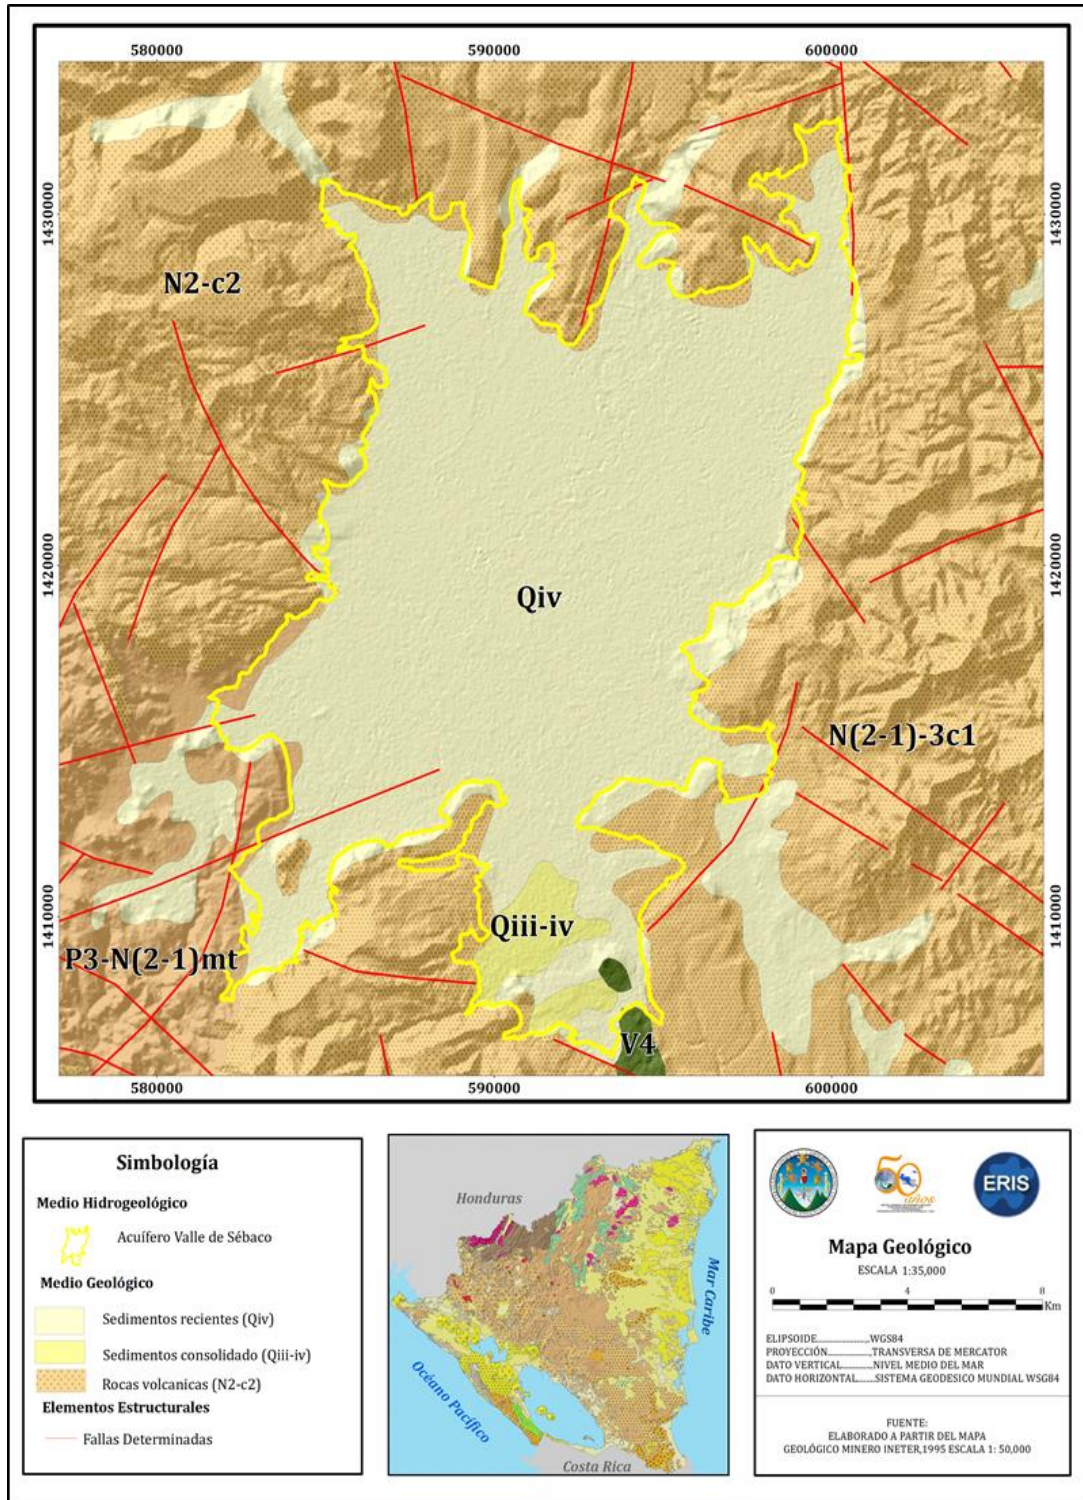 580000
590000
600000
1430000
1430000
N2-c2
1420000
1420000
Qiv
N(2-1)-3c1
1410000
1410000
Qiii-iv
P3-N(2-1)mt
V4
580000
590000
600000
Simbología
Medio Hidrogeológico
Acuífero Valle de Sébaco
Medio Geológico
Sedimentos recientes (Qiv)
Sedimentos consolidado (Qiii-iv)
Rocas volcanicas (N2-c2)
Elementos Estructurales
Fallas Determinadas
Honduras
Mar Caribe
Océano Pacífico
Costa Rica
50
años
ERIS
Mapa Geológico
ESCALA 1:35,000
0 4 8
Km
ELIPSOIDE...................WGS84
PROYECCIÓN................TRANSVERSA DE MERCATOR
DATO VERTICAL.........NIVEL MEDIO DEL MAR
DATO HORIZONTAL......SISTEMA GEODESICO MUNDIAL WSG84
FUENTE:
ELABORADO A PARTIR DEL MAPA
GEOLÓGICO MINERO INETER,1995 ESCALA 1: 50,000